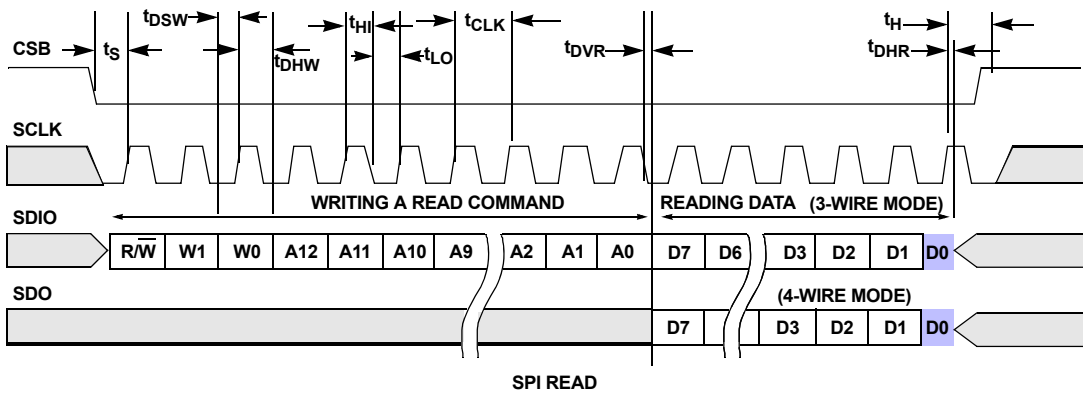 tDSW
tHI
tCLK
tH
CSB
tS
tDHW
tLO
tDVR
tDHR
SCLK
WRITING A READ COMMAND
READING DATA
(3-WIRE MODE)
SDIO
R/W̅ W1 W0 A12 A11 A10 A9 A2 A1 A0 D7 D6 D3 D2 D1 D0
SDO
(4-WIRE MODE)
D7 D3 D2 D1 D0
SPI READ